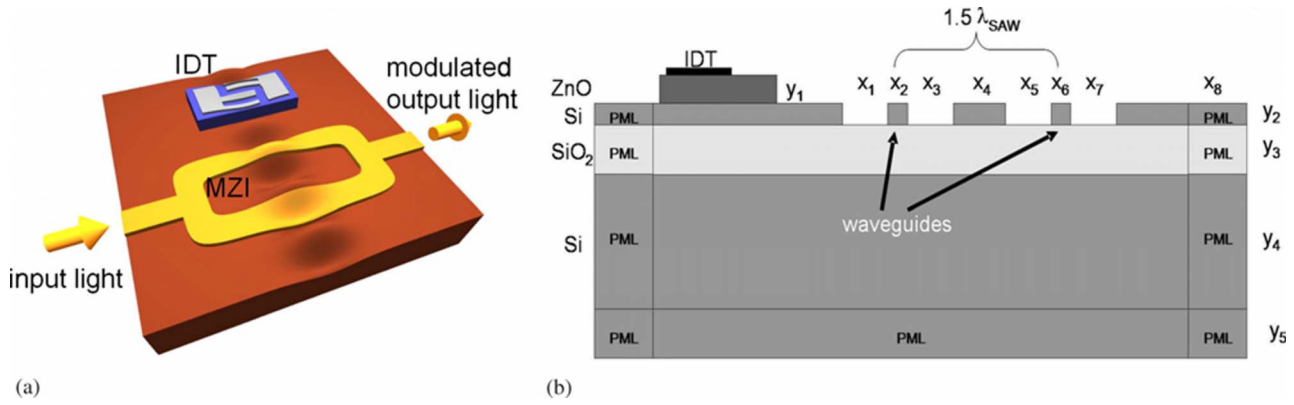 IDT
modulated
output light
MZI
input light
(a)
1.5 λSAW
IDT
ZnO
y1
x1 x2 x3 x4 x5 x6 x7 x8
Si
PML
PML
y2
SiO2
PML
PML
y3
waveguides
Si
PML
PML
y4
PML
PML
PML
y5
(b)